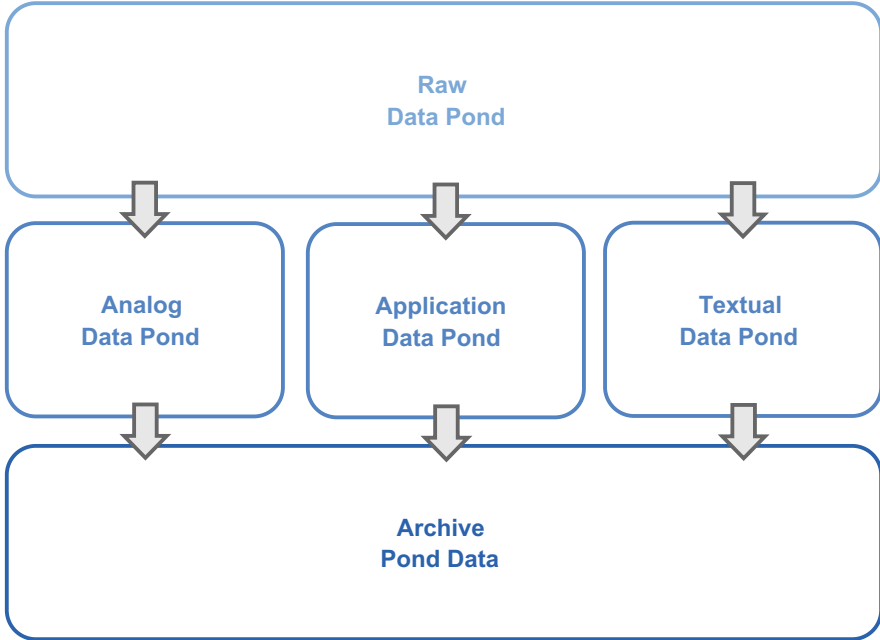 Raw
Data Pond
Analog
Data Pond
Application
Data Pond
Textual
Data Pond
Archive
Pond Data